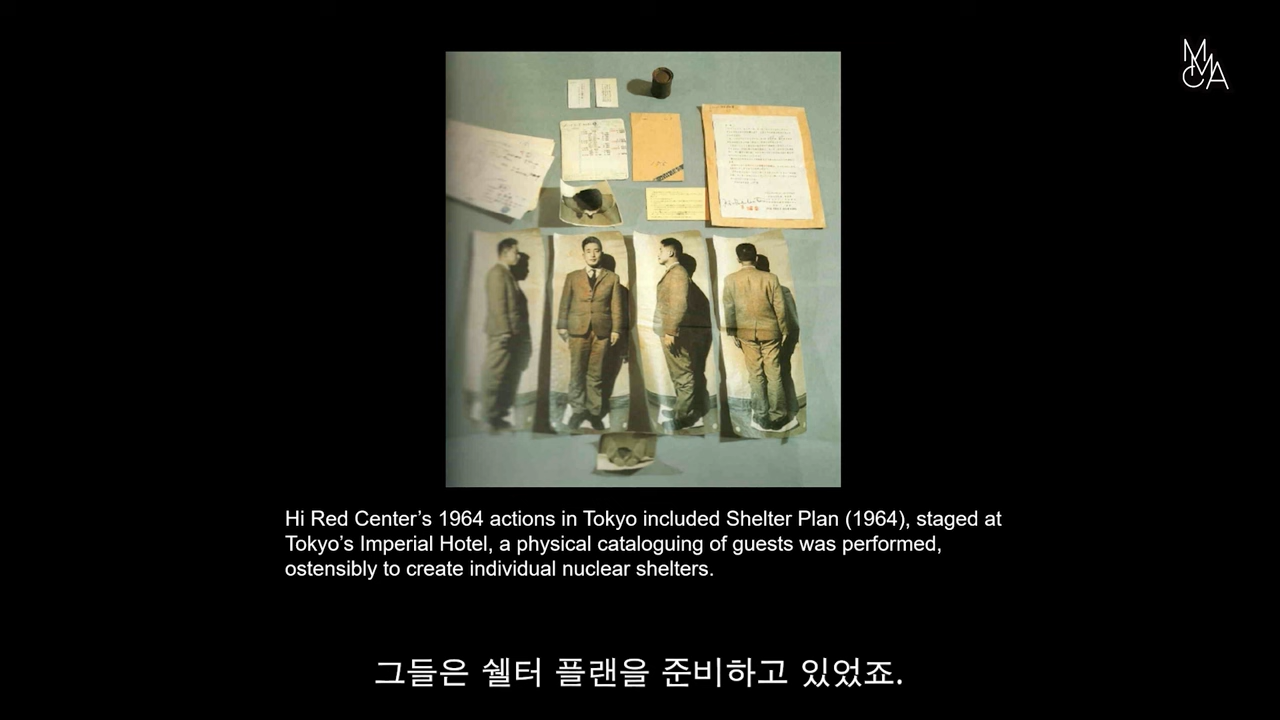 MMCA
Hi Red Center’s 1964 actions in Tokyo included Shelter Plan (1964), staged at
Tokyo’s Imperial Hotel, a physical cataloguing of guests was performed,
ostensibly to create individual nuclear shelters.
그들은 쉘터 플랜을 준비하고 있었죠.